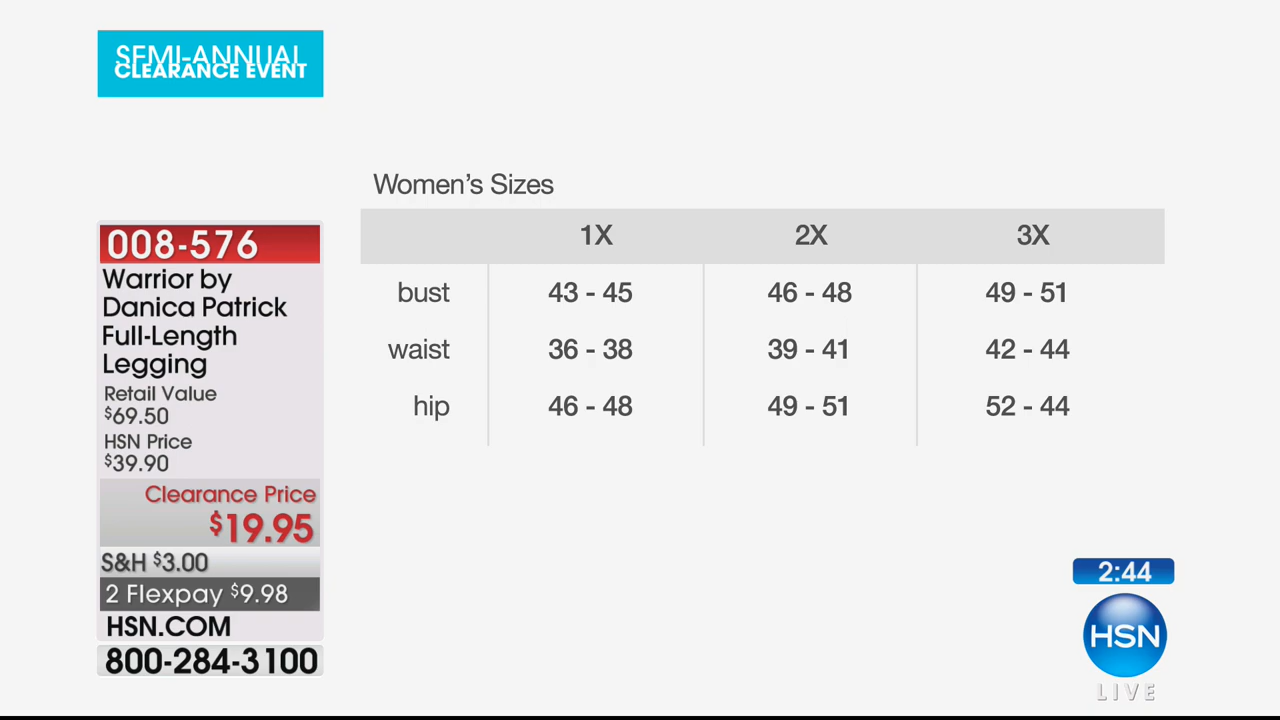 SEMI-ANNUAL
CLEARANCE EVENT
008-576
Warrior by
Danica Patrick
Full-Length
Legging
Retail Value
$69.50
HSN Price
$39.90
Clearance Price
$19.95
S&H $3.00
2 Flexpay $9.98
HSN.COM
800-284-3100
Women's Sizes
1X 2X 3X
bust 43 - 45 46 - 48 49 - 51
waist 36 - 38 39 - 41 42 - 44
hip 46 - 48 49 - 51 52 - 44
2:44
HSN
LIVE